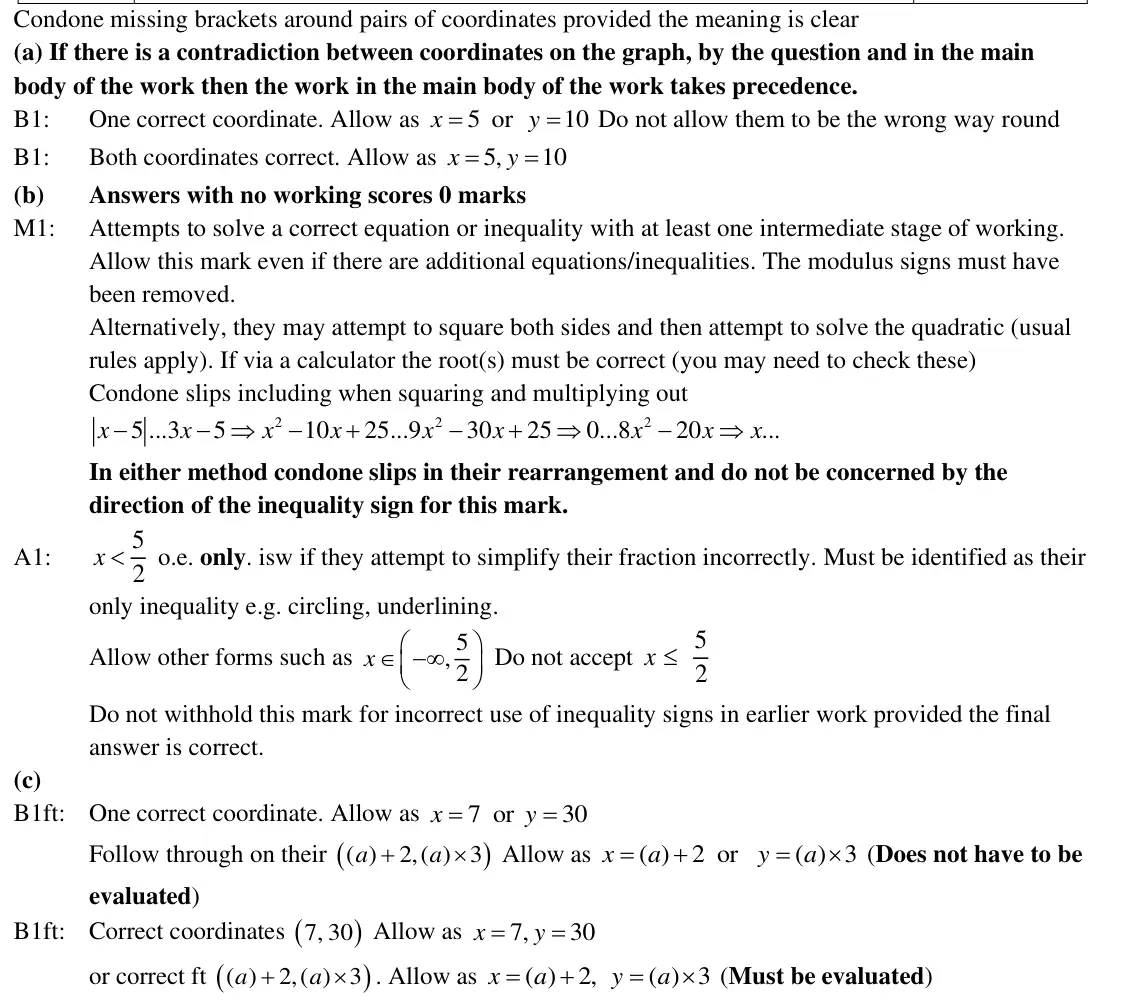 Condone missing brackets around pairs of coordinates provided the meaning is clear
(a) If there is a contradiction between coordinates on the graph, by the question and in the main
body of the work then the work in the main body of the work takes precedence.
B1: One correct coordinate. Allow as x = 5 or y = 10 Do not allow them to be the wrong way round
B1: Both coordinates correct. Allow as x = 5, y = 10
(b) Answers with no working scores 0 marks
M1: Attempts to solve a correct equation or inequality with at least one intermediate stage of working.
Allow this mark even if there are additional equations/inequalities. The modulus signs must have
been removed.
Alternatively, they may attempt to square both sides and then attempt to solve the quadratic (usual
rules apply). If via a calculator the root(s) must be correct (you may need to check these)
Condone slips including when squaring and multiplying out
|x − 5|...3x − 5 ⇒ x² − 10x + 25...9x² − 30x + 25 ⇒ 0...8x² − 20x ⇒ x...
In either method condone slips in their rearrangement and do not be concerned by the
direction of the inequality sign for this mark.
A1: x < 5/2 o.e. only. isw if they attempt to simplify their fraction incorrectly. Must be identified as their
only inequality e.g. circling, underlining.
Allow other forms such as x ∈ (−∞, 5/2) Do not accept x ≤ 5/2
Do not withhold this mark for incorrect use of inequality signs in earlier work provided the final
answer is correct.
(c)
B1ft: One correct coordinate. Allow as x = 7 or y = 30
Follow through on their ((a) + 2, (a) × 3) Allow as x = (a) + 2 or y = (a) × 3 (Does not have to be
evaluated)
B1ft: Correct coordinates (7, 30) Allow as x = 7, y = 30
or correct ft ((a) + 2, (a) × 3). Allow as x = (a) + 2, y = (a) × 3 (Must be evaluated)